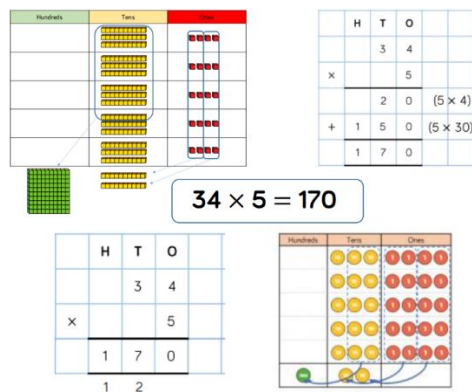 Hundreds Tens Ones
H T O
3 4
× 5
2 0 (5 × 4)
+ 1 5 0 (5 × 30)
1 7 0
34 × 5 = 170
H T O
3 4
× 5
1 7 0
1 2
Hundreds Tens Ones